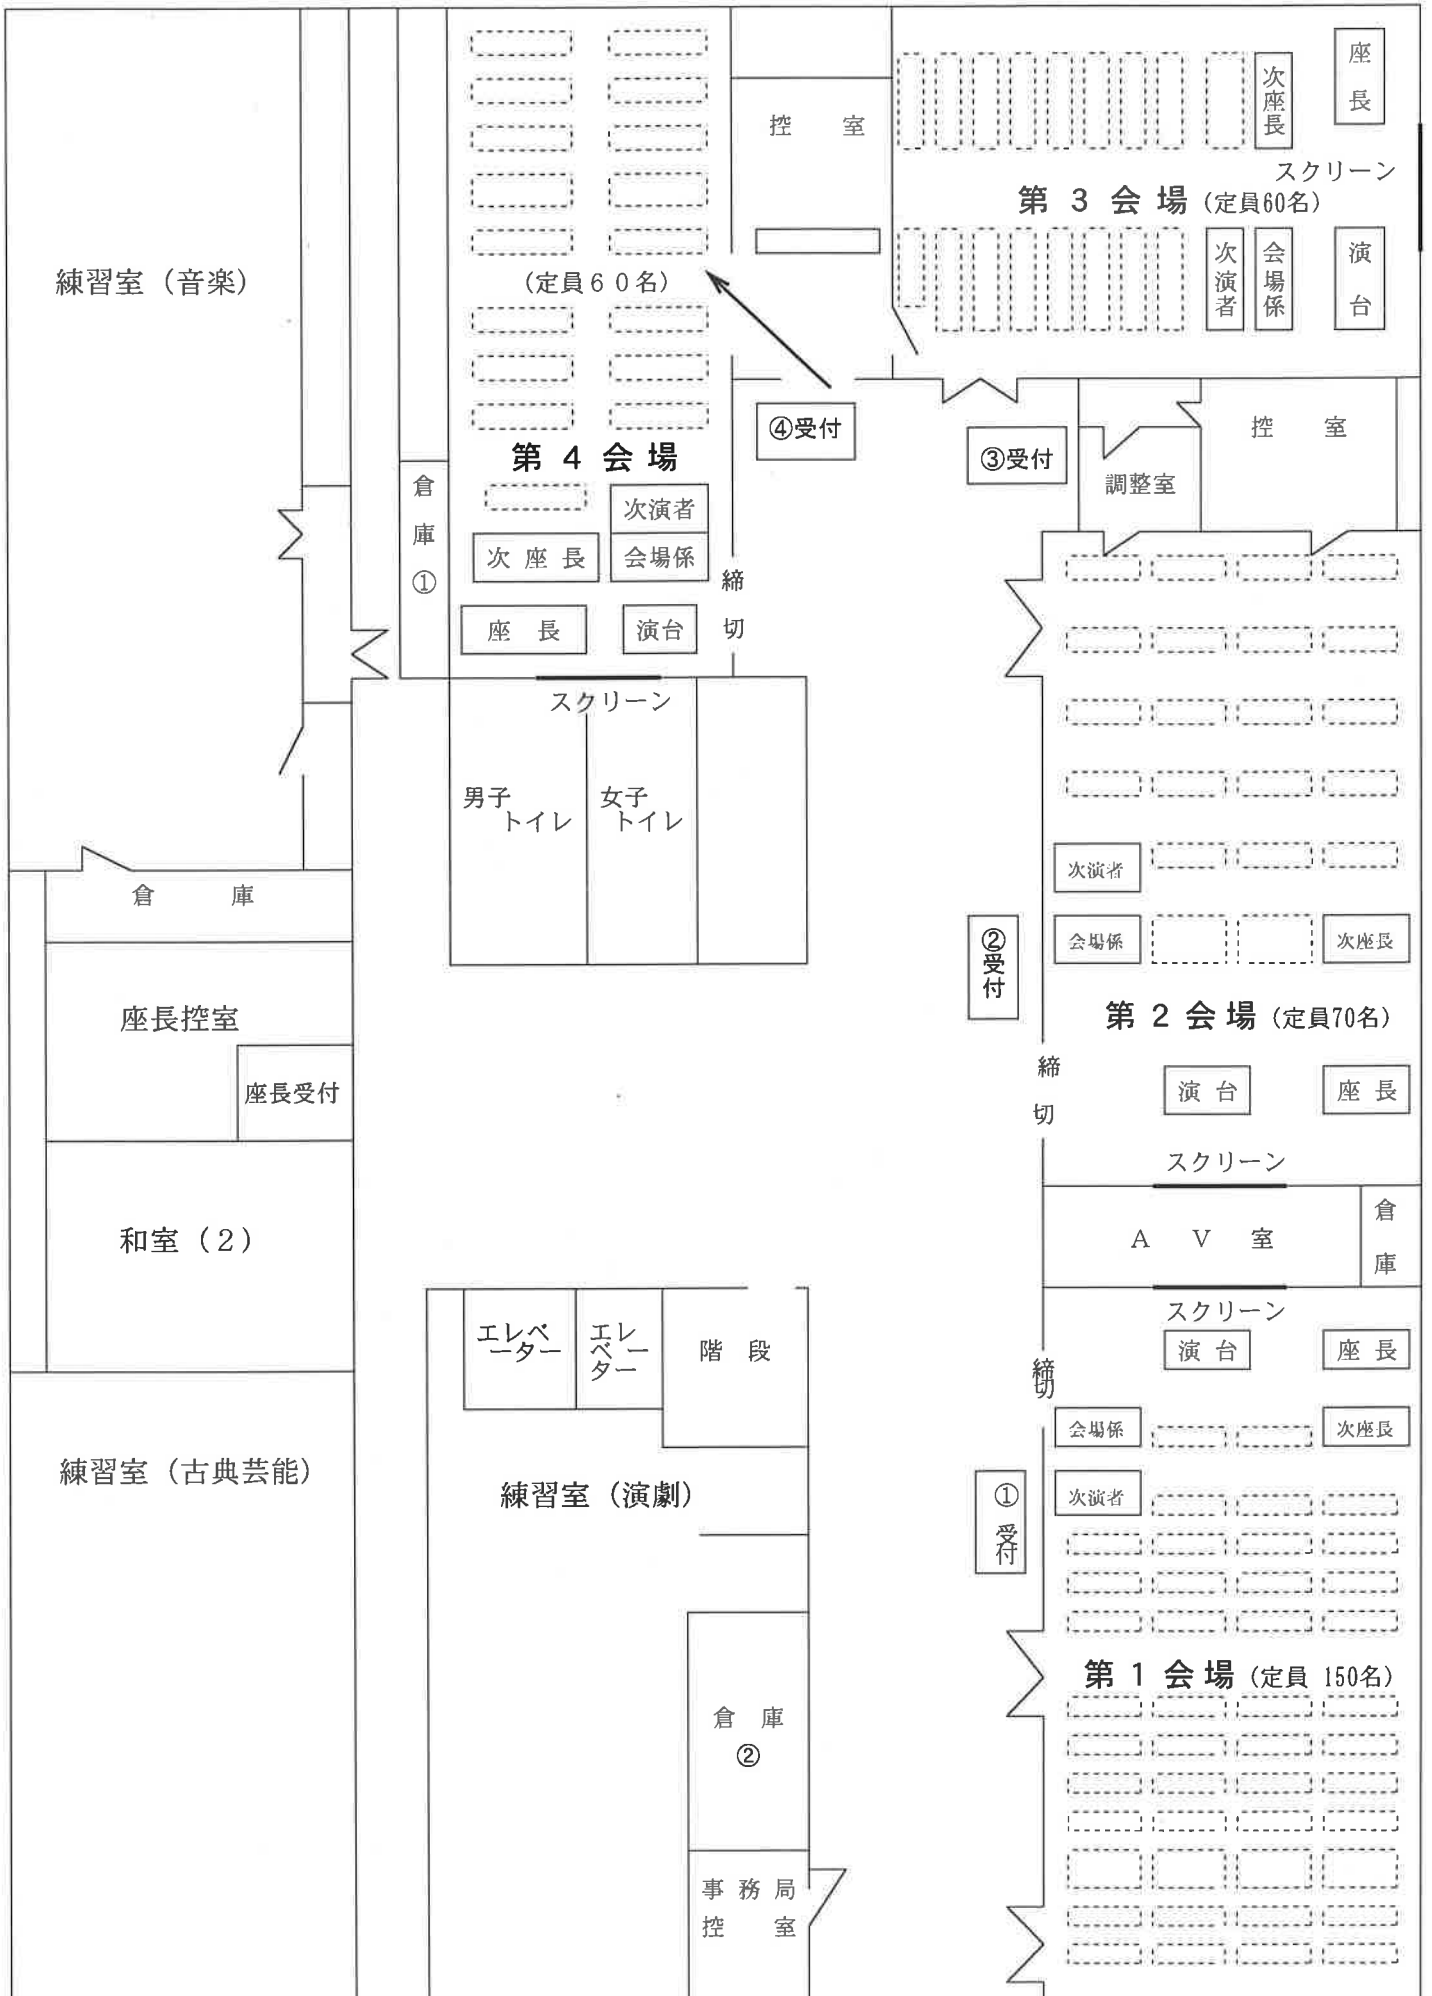 練習室（音楽）
倉庫①
(定員６０名)
第４会場
次演者
次座長
会場係
座長
演台
スクリーン
締切
控室
④受付
次座長
座長
スクリーン
第３会場(定員60名)
次演者
会場係
演台
③受付
調整室
控室
男子
トイレ
女子
トイレ
倉庫
座長控室
座長受付
和室（２）
次演者
②受付
会場係
次座長
第２会場(定員70名)
締切
演台
座長
スクリーン
ＡＶ室
倉庫
スクリーン
演台
座長
締切
会場係
次座長
①受付
次演者
第１会場(定員 150名)
エレベーター
エレベーター
階段
練習室（古典芸能）
練習室（演劇）
倉庫
②
事務局
控室